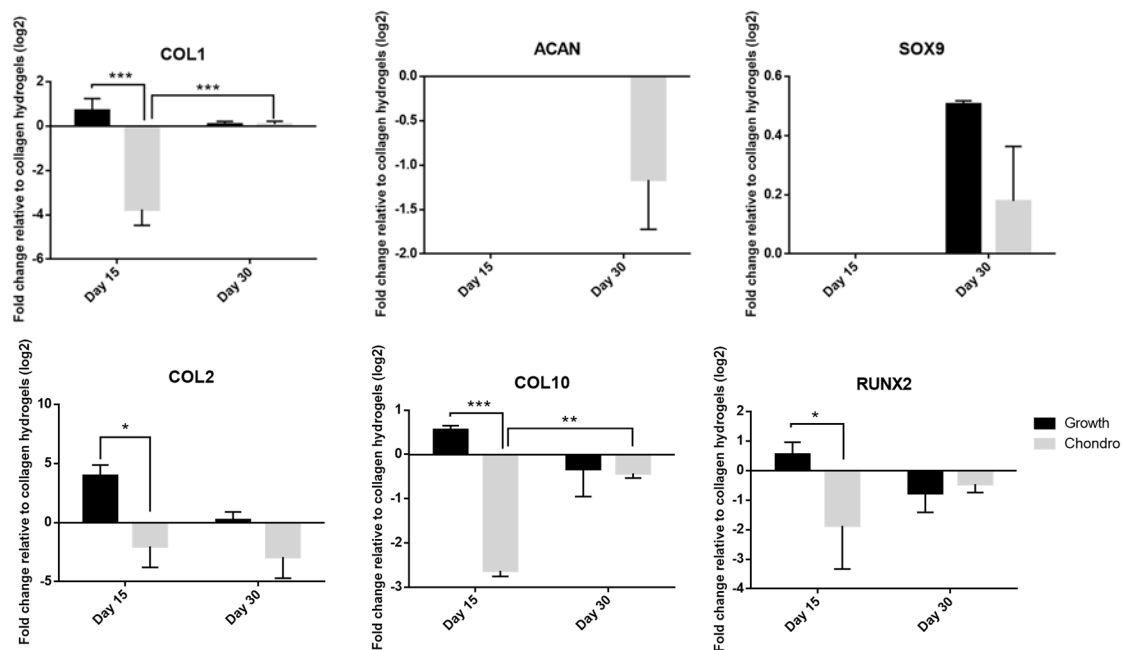 COL1
Fold change relative to collagen hydrogels (log2)
2
0
-2
-4
-6
***
***
Day 15
Day 30
ACAN
Fold change relative to collagen hydrogels (log2)
0.0
-0.5
-1.0
-1.5
-2.0
Day 15
Day 30
SOX9
Fold change relative to collagen hydrogels (log2)
0.6
0.4
0.2
0.0
Day 15
Day 30
COL2
Fold change relative to collagen hydrogels (log2)
10
5
0
-5
*
Day 15
Day 30
COL10
Fold change relative to collagen hydrogels (log2)
1
0
-1
-2
-3
***
**
Day 15
Day 30
RUNX2
Fold change relative to collagen hydrogels (log2)
2
1
0
-1
-2
-3
-4
*
Day 15
Day 30
Growth
Chondro